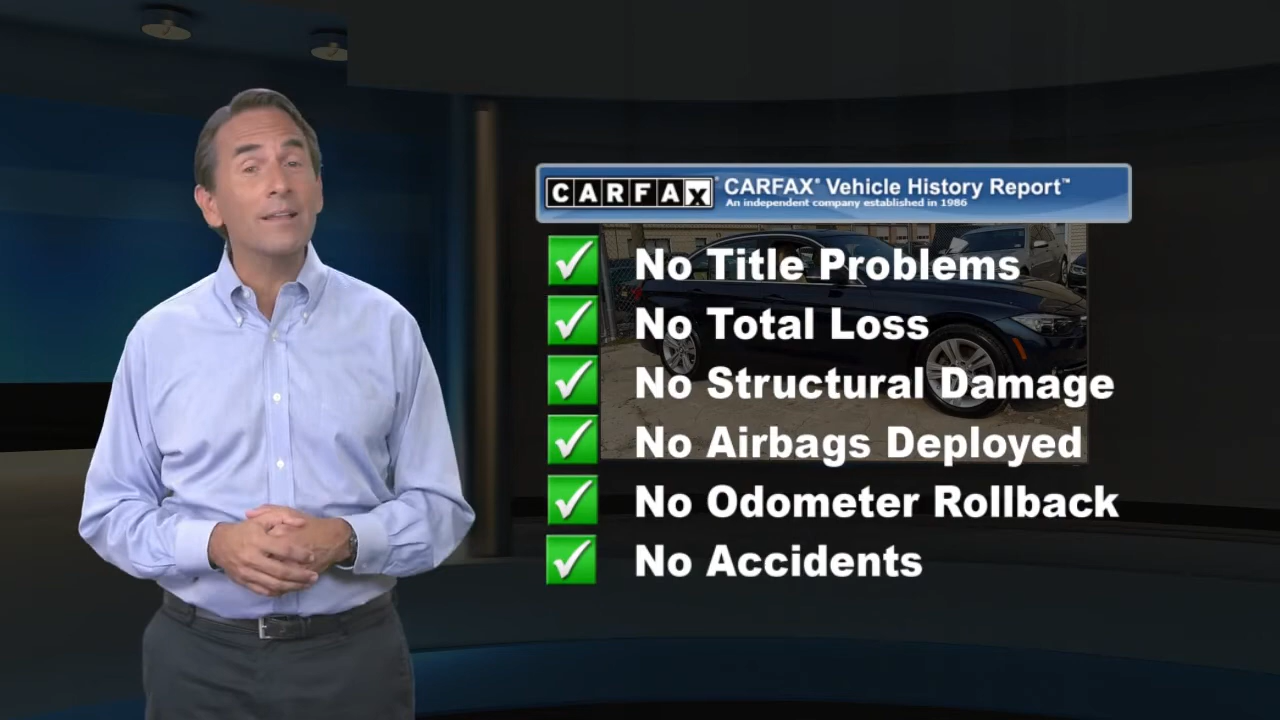 CARFAX® CARFAX® Vehicle History Report™
An independent company established in 1986
No Title Problems
No Total Loss
No Structural Damage
No Airbags Deployed
No Odometer Rollback
No Accidents